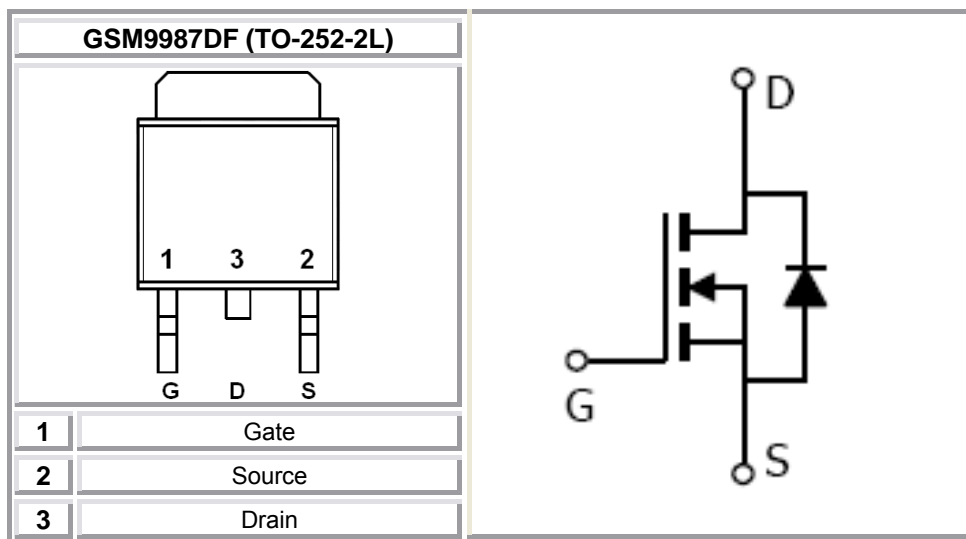 GSM9987DF (TO-252-2L)
1 3 2
G D S
1 Gate
2 Source
3 Drain
D
G
S